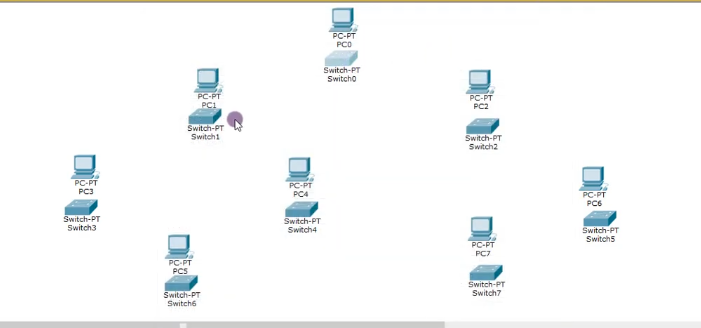 PC-PT
PC0
Switch-PT
Switch0
PC-PT
PC1
Switch-PT
Switch1
PC-PT
PC2
Switch-PT
Switch2
PC-PT
PC3
Switch-PT
Switch3
PC-PT
PC4
Switch-PT
Switch4
PC-PT
PC6
Switch-PT
Switch5
PC-PT
PC5
Switch-PT
Switch6
PC-PT
PC7
Switch-PT
Switch7